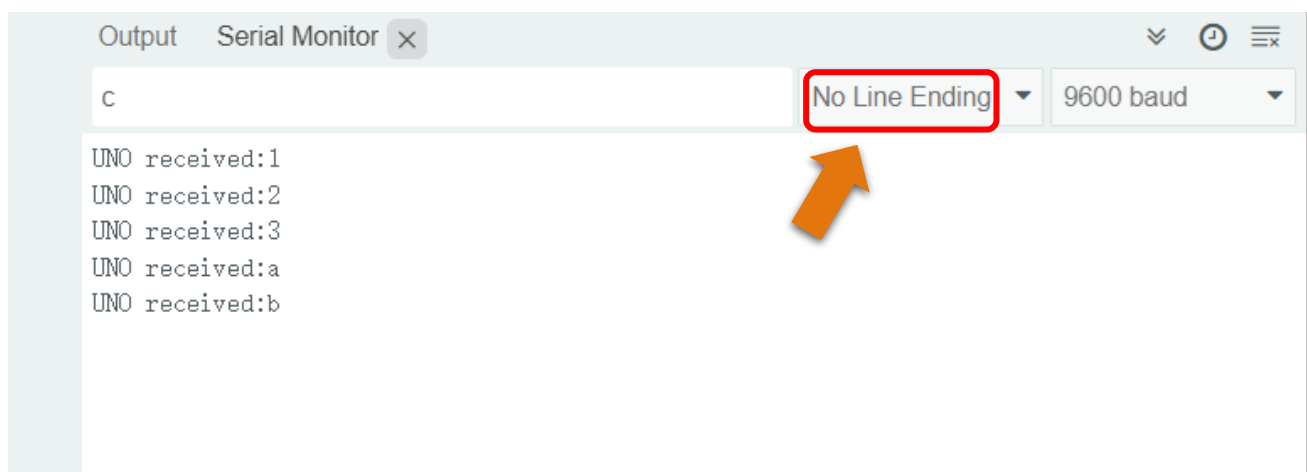 Output Serial Monitor
c No Line Ending 9600 baud
UNO received:1
UNO received:2
UNO received:3
UNO received:a
UNO received:b